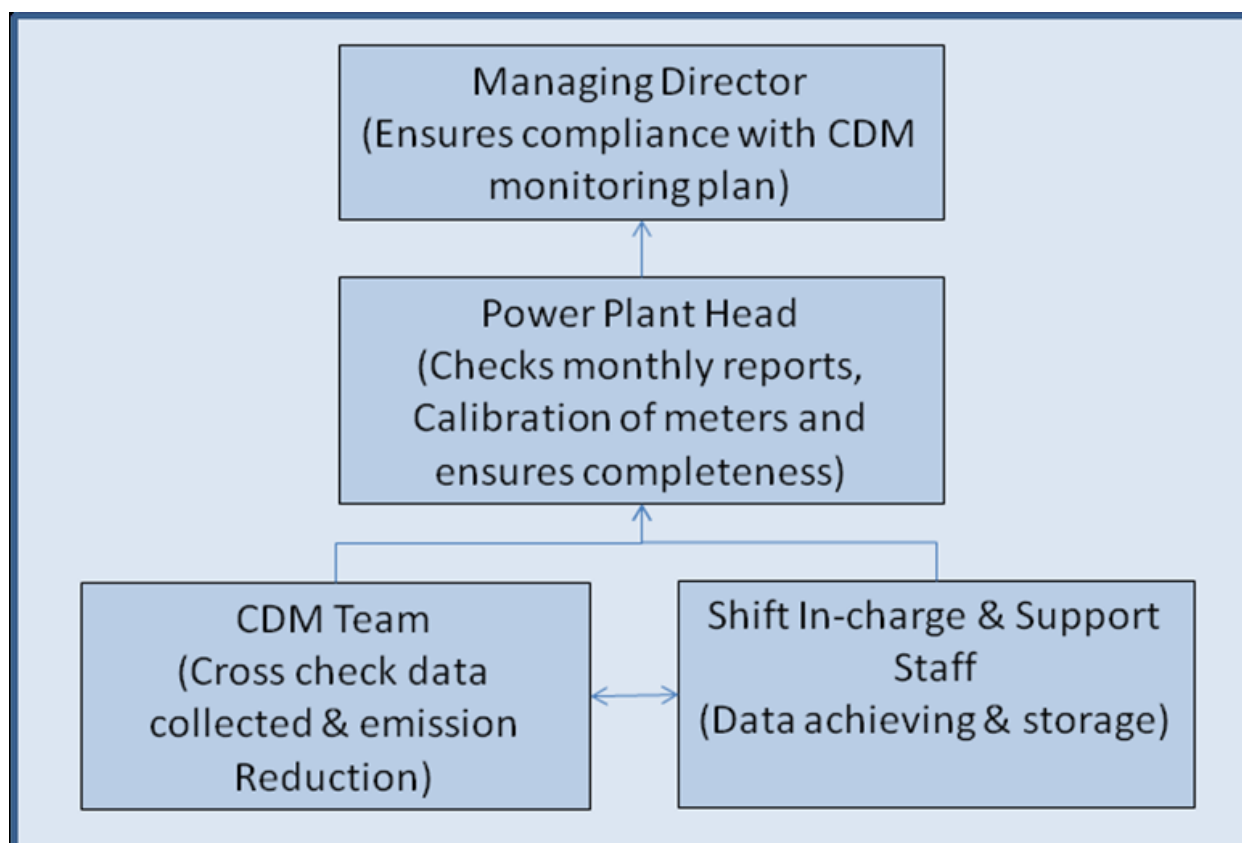 Managing Director
(Ensures compliance with CDM
monitoring plan)
Power Plant Head
(Checks monthly reports,
Calibration of meters and
ensures completeness)
CDM Team
(Cross check data
collected & emission
Reduction)
Shift In-charge & Support
Staff
(Data achieving & storage)